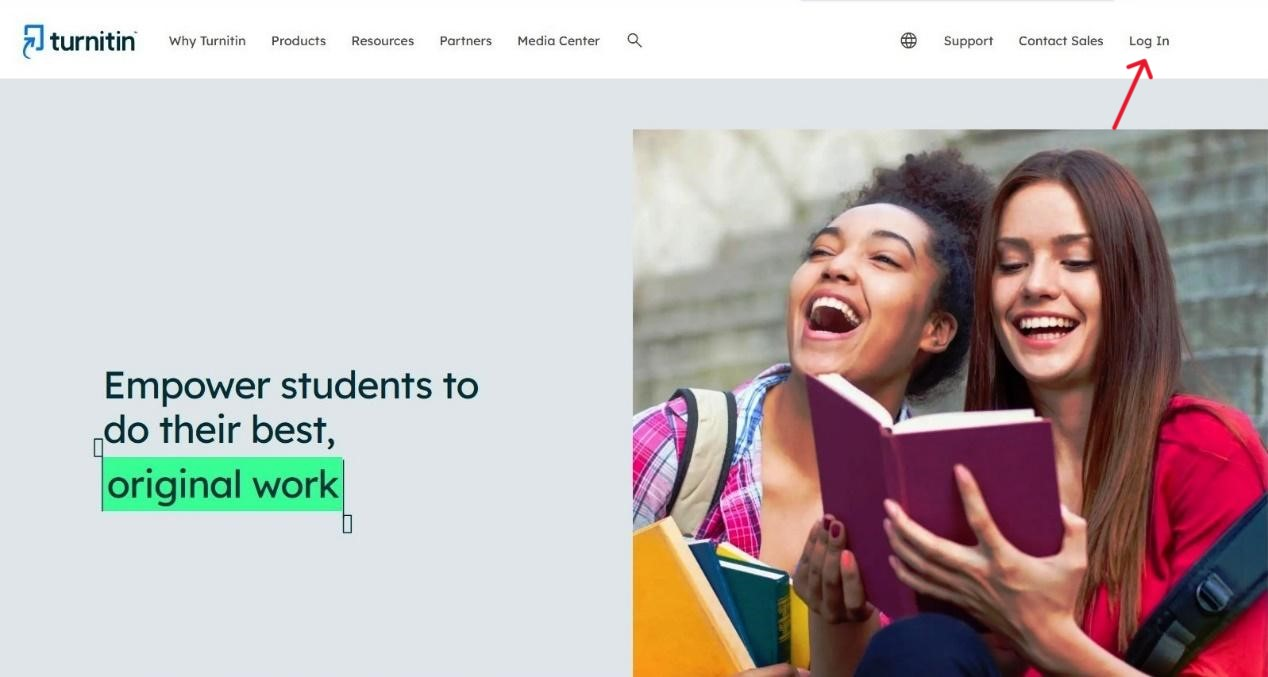 turnitin
Why Turnitin Products Resources Partners Media Center Support Contact Sales Log In
Empower students to
do their best,
original work